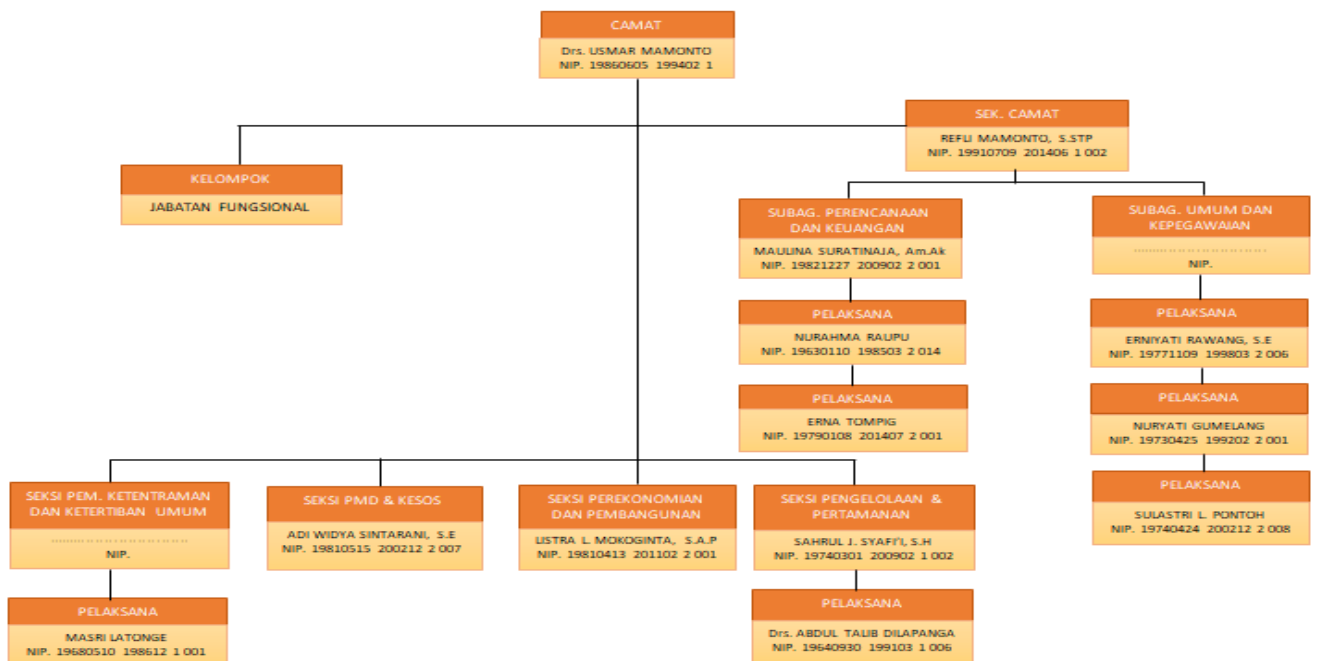 CAMAT
Drs. USMAR MAMONTO
NIP. 19860605 199402 1
SEK. CAMAT
REFLI MAMONTO, S.STP
NIP. 19910709 201406 1 002
KELOMPOK
JABATAN FUNGSIONAL
SUBAG. PERENCANAAN
DAN KEUANGAN
MAULINA SURATINAJA, Am.Ak
NIP. 19821227 200902 2 001
SUBAG. UMUM DAN
KEPEGAWAIAN
.................................
NIP.
PELAKSANA
NURAHMA RAUPU
NIP. 19630110 198503 2 014
PELAKSANA
ERNIYATI RAWANG, S.E
NIP. 19771109 199803 2 006
PELAKSANA
ERNA TOMPIG
NIP. 19790108 201407 2 001
PELAKSANA
NURYATI GUMELANG
NIP. 19730425 199202 2 001
PELAKSANA
SULASTRI L. PONTOH
NIP. 19740424 200212 2 008
SEKSI PEM. KETENTRAMAN
DAN KETERTIBAN UMUM
.................................
NIP.
SEKSI PMD & KESOS
ADI WIDYA SINTARANI, S.E
NIP. 19810515 200212 2 007
SEKSI PEREKONOMIAN
DAN PEMBANGUNAN
LISTRA L. MOKOGINTA, S.A.P
NIP. 19810413 201102 2 001
SEKSI PENGELOLAAN &
PERTAMANAN
SAHRUL J. SYAFI'I, S.H
NIP. 19740301 200902 1 002
PELAKSANA
MASRI LATONGE
NIP. 19680510 198612 1 001
PELAKSANA
Drs. ABDUL TALIB DILAPANGA
NIP. 19640930 199103 1 006